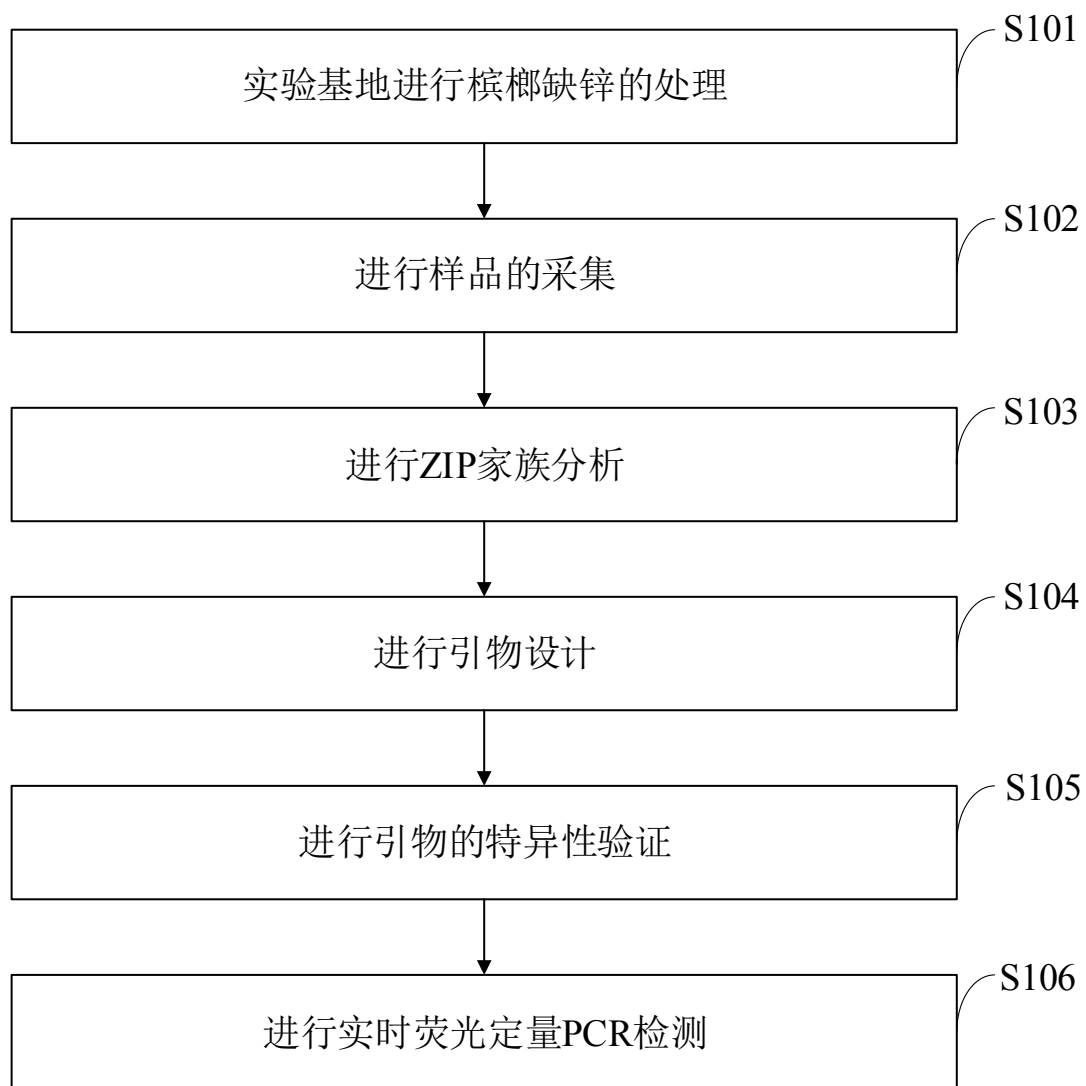 S101
实验基地进行槟榔缺锌的处理
S102
进行样品的采集
S103
进行ZIP家族分析
S104
进行引物设计
S105
进行引物的特异性验证
S106
进行实时荧光定量PCR检测